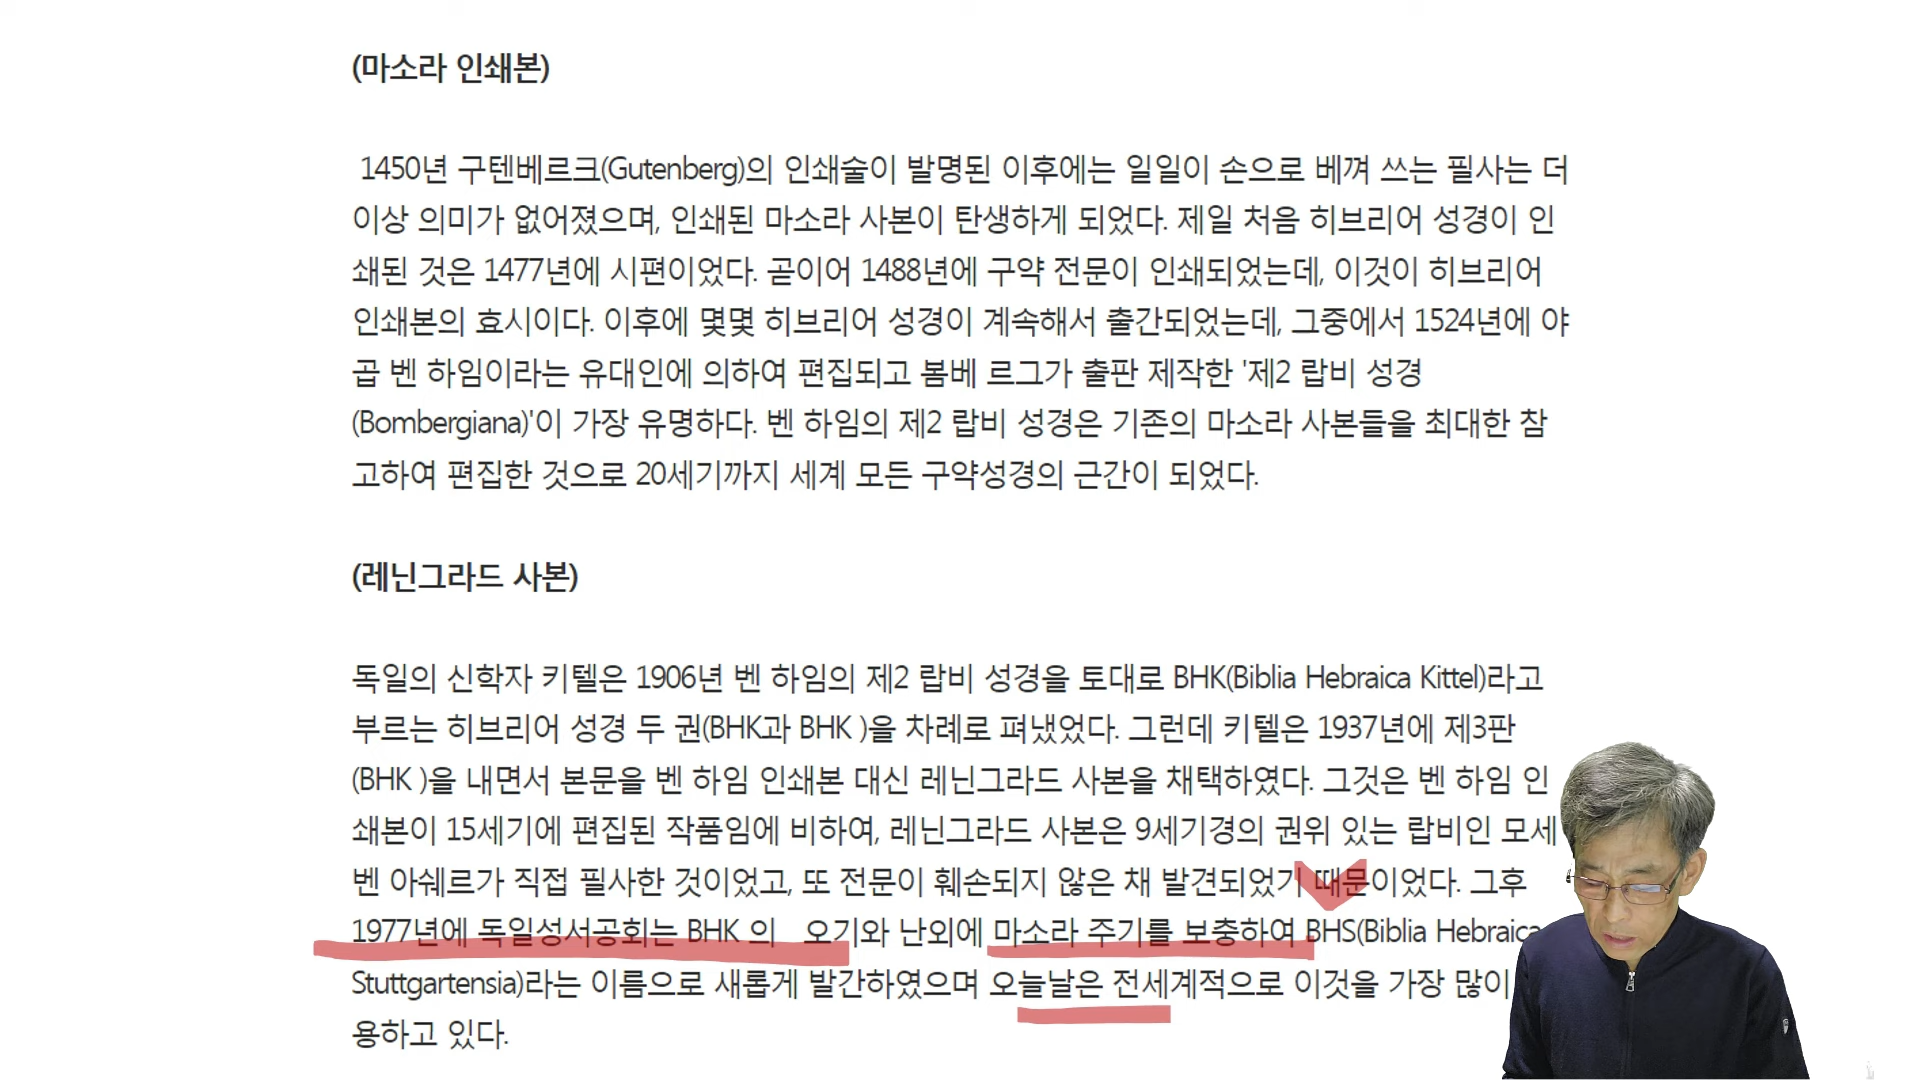 (마소라 인쇄본)
1450년 구텐베르크(Gutenberg)의 인쇄술이 발명된 이후에는 일일이 손으로 베껴 쓰는 필사는 더
이상 의미가 없어졌으며, 인쇄된 마소라 사본이 탄생하게 되었다. 제일 처음 히브리어 성경이 인
쇄된 것은 1477년에 시편이었다. 곧이어 1488년에 구약 전문이 인쇄되었는데, 이것이 히브리어
인쇄본의 효시이다. 이후에 몇몇 히브리어 성경이 계속해서 출간되었는데, 그중에서 1524년에 야
곱 벤 하임이라는 유대인에 의하여 편집되고 봄베 르그가 출판 제작한 '제2 랍비 성경
(Bombergiana)'이 가장 유명하다. 벤 하임의 제2 랍비 성경은 기존의 마소라 사본들을 최대한 참
고하여 편집한 것으로 20세기까지 세계 모든 구약성경의 근간이 되었다.
(레닌그라드 사본)
독일의 신학자 키텔은 1906년 벤 하임의 제2 랍비 성경을 토대로 BHK(Biblia Hebraica Kittel)라고
부르는 히브리어 성경 두 권(BHK과 BHK )을 차례로 펴냈었다. 그런데 키텔은 1937년에 제3판
(BHK )을 내면서 본문을 벤 하임 인쇄본 대신 레닌그라드 사본을 채택하였다. 그것은 벤 하임 인
쇄본이 15세기에 편집된 작품임에 비하여, 레닌그라드 사본은 9세기경의 권위 있는 랍비인 모세
벤 아쉐르가 직접 필사한 것이었고, 또 전문이 훼손되지 않은 채 발견되었기 때문이었다. 그후
1977년에 독일성서공회는 BHK 의 오기와 난외에 마소라 주기를 보충하여 BHS(Biblia Hebraica
Stuttgartensia)라는 이름으로 새롭게 발간하였으며 오늘날은 전세계적으로 이것을 가장 많이
용하고 있다.